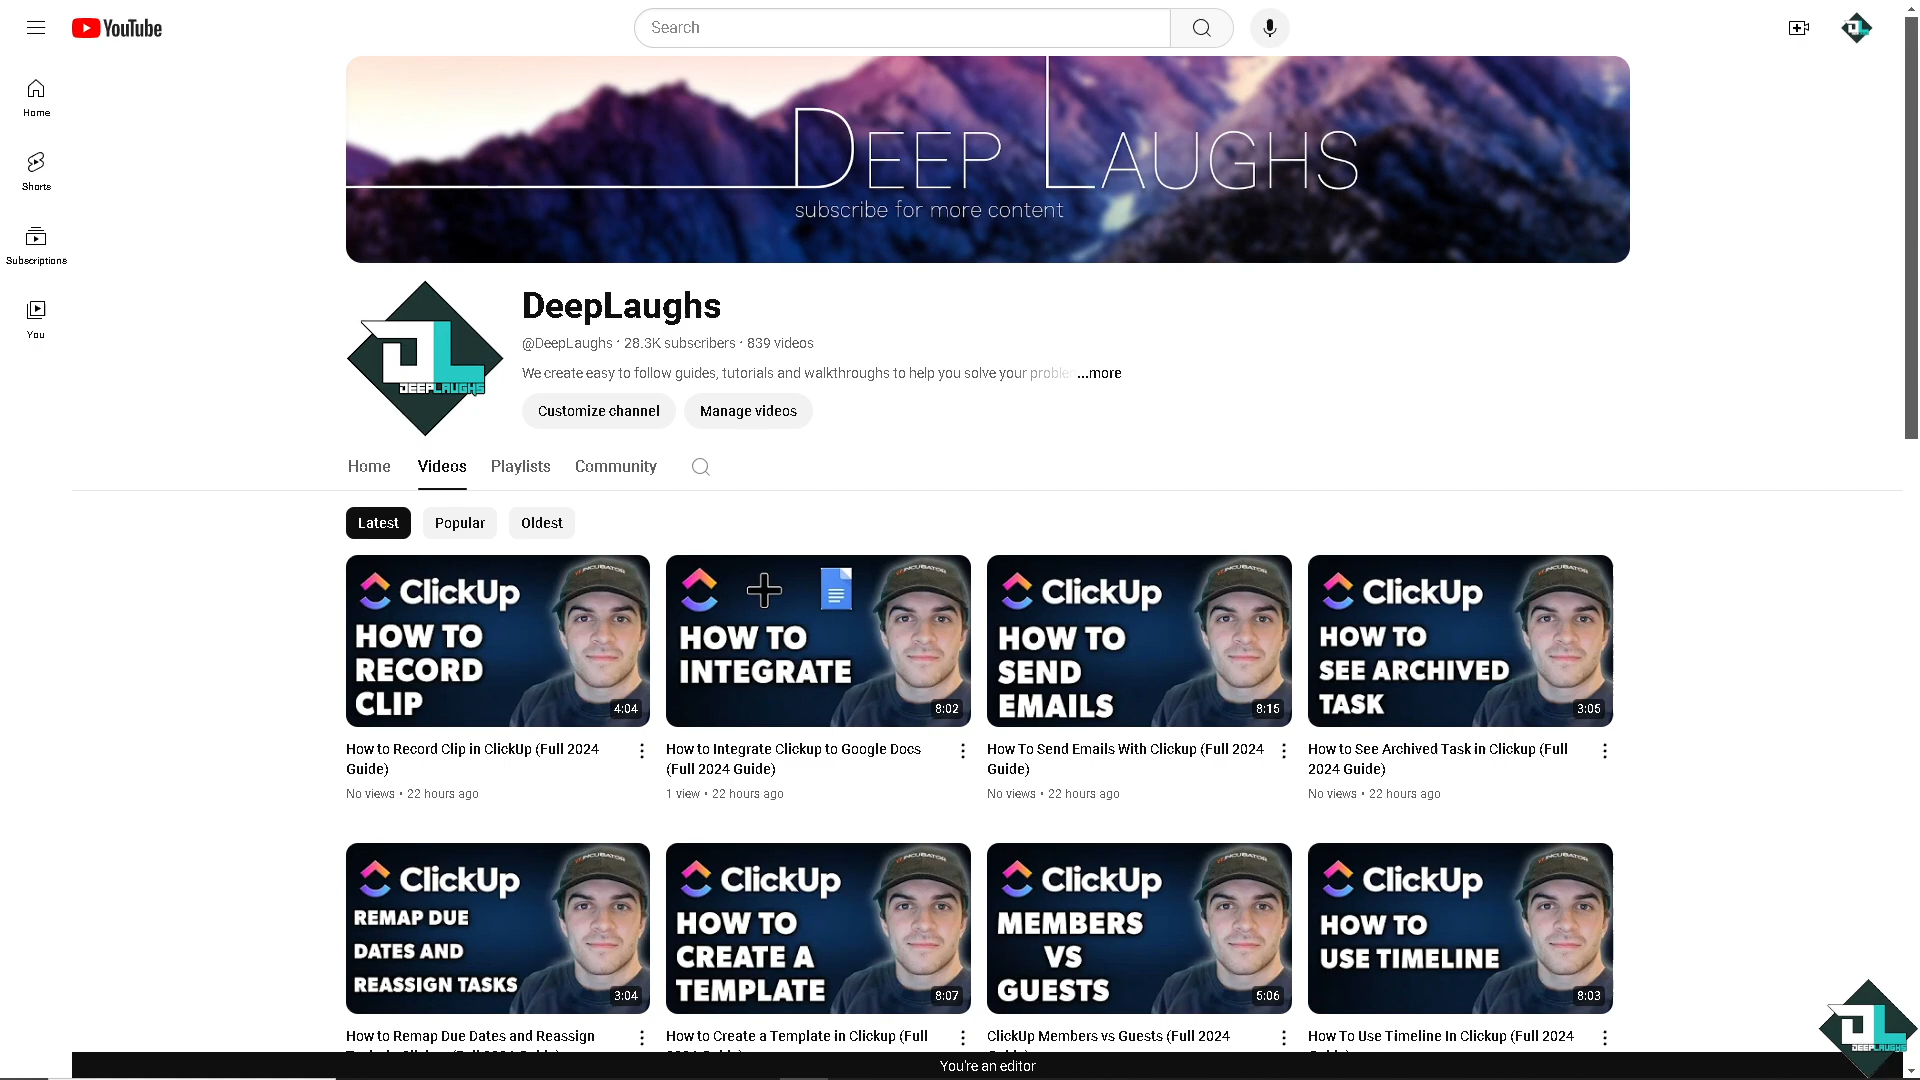 YouTube
Search
Home
Shorts
Subscriptions
You
DEEP LAUGHS
subscribe for more content
DEEPLAUGHS
DeepLaughs
@DeepLaughs • 28.3K subscribers • 839 videos
We create easy to follow guides, tutorials and walkthroughs to help you solve your problem ...more
Customize channel
Manage videos
Home
Videos
Playlists
Community
Latest
Popular
Oldest
ClickUp
HOW TO
RECORD
CLIP
4:04
HOW TO
INTEGRATE
8:02
ClickUp
HOW TO
SEND
EMAILS
8:15
ClickUp
HOW TO
SEE ARCHIVED
TASK
3:05
How to Record Clip in ClickUp (Full 2024
Guide)
No views • 22 hours ago
How to Integrate Clickup to Google Docs
(Full 2024 Guide)
1 view • 22 hours ago
How To Send Emails With Clickup (Full 2024
Guide)
No views • 22 hours ago
How to See Archived Task in Clickup (Full
2024 Guide)
No views • 22 hours ago
ClickUp
REMAP DUE
DATES AND
REASSIGN TASKS
3:04
ClickUp
HOW TO
CREATE A
TEMPLATE
8:07
ClickUp
MEMBERS
VS
GUESTS
5:06
ClickUp
HOW TO
USE TIMELINE
8:03
How to Remap Due Dates and Reassign
How to Create a Template in Clickup (Full
ClickUp Members vs Guests (Full 2024
How To Use Timeline In Clickup (Full 2024
You're an editor
DEEPLAUGHS